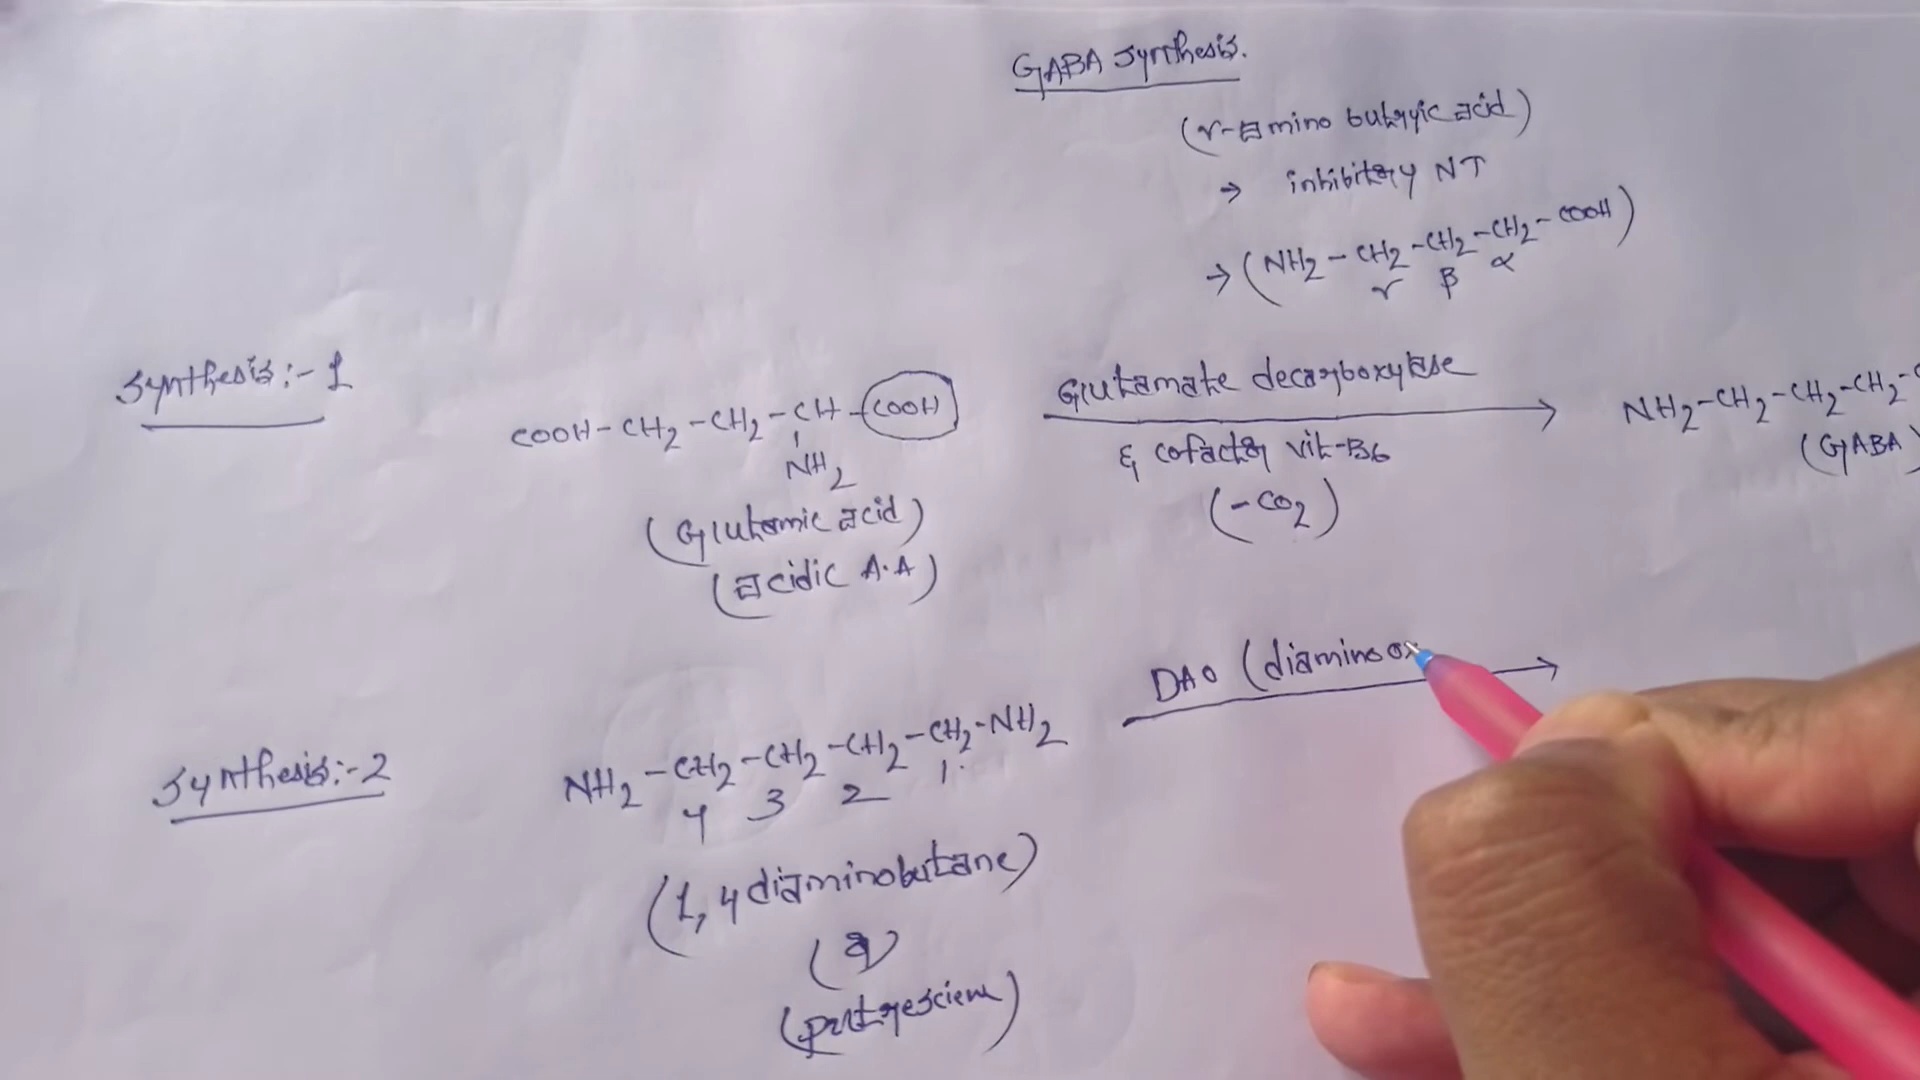 GABA synthesis.
(γ-amino butryic acid)
→ inhibitory NT
→ (NH2 - CH2 - CH2 - CH2 - COOH)
γ β α
Synthesis:- 1
COOH - CH2 - CH2 - CH - COOH
NH2
(Glutamic acid)
(acidic A.A)
Glutamate decarboxylase
& cofactor vit-B6
(-CO2)
NH2-CH2-CH2-CH2-C
(GABA)
Synthesis:-2
NH2 - CH2 - CH2 - CH2 - CH2 - NH2
4 3 2 1
(1,4 diaminobutane)
(or)
(putresciene)
DAO (diamino ox